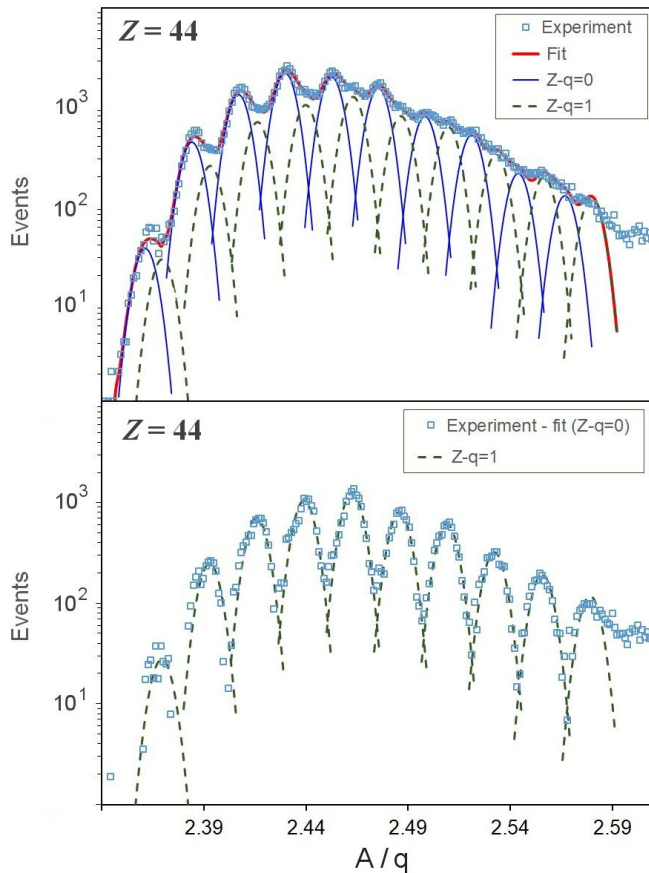 Z = 44
Experiment
Fit
Z-q=0
Z-q=1
10³
10²
10¹
Events
Z = 44
Experiment - fit (Z-q=0)
Z-q=1
10³
10²
10¹
Events
2.39 2.44 2.49 2.54 2.59
A / q